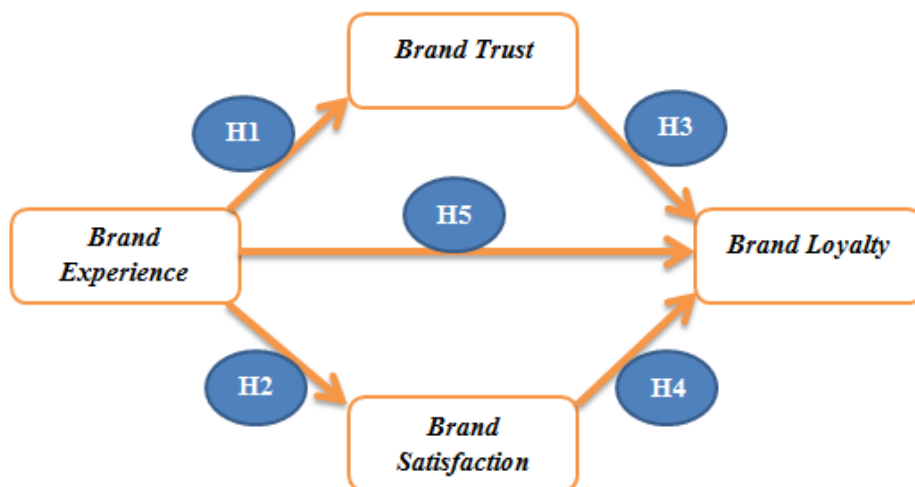 Brand Trust
H1
H3
H5
Brand
Experience
Brand Loyalty
H2
H4
Brand
Satisfaction